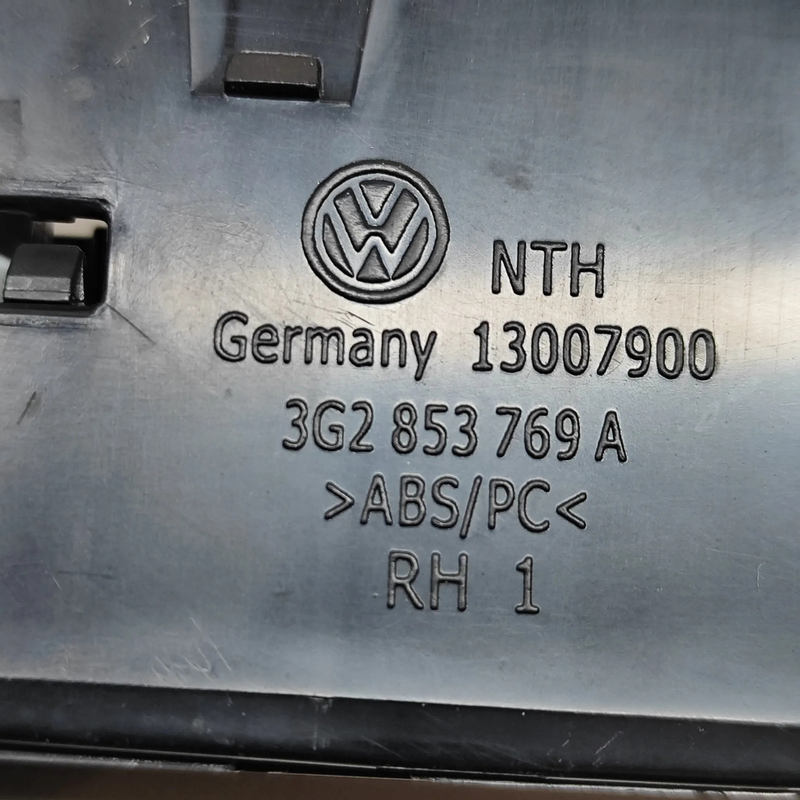 NTH
Germany 13007900
3G2 853 769 A
>ABS/PC<
RH 1